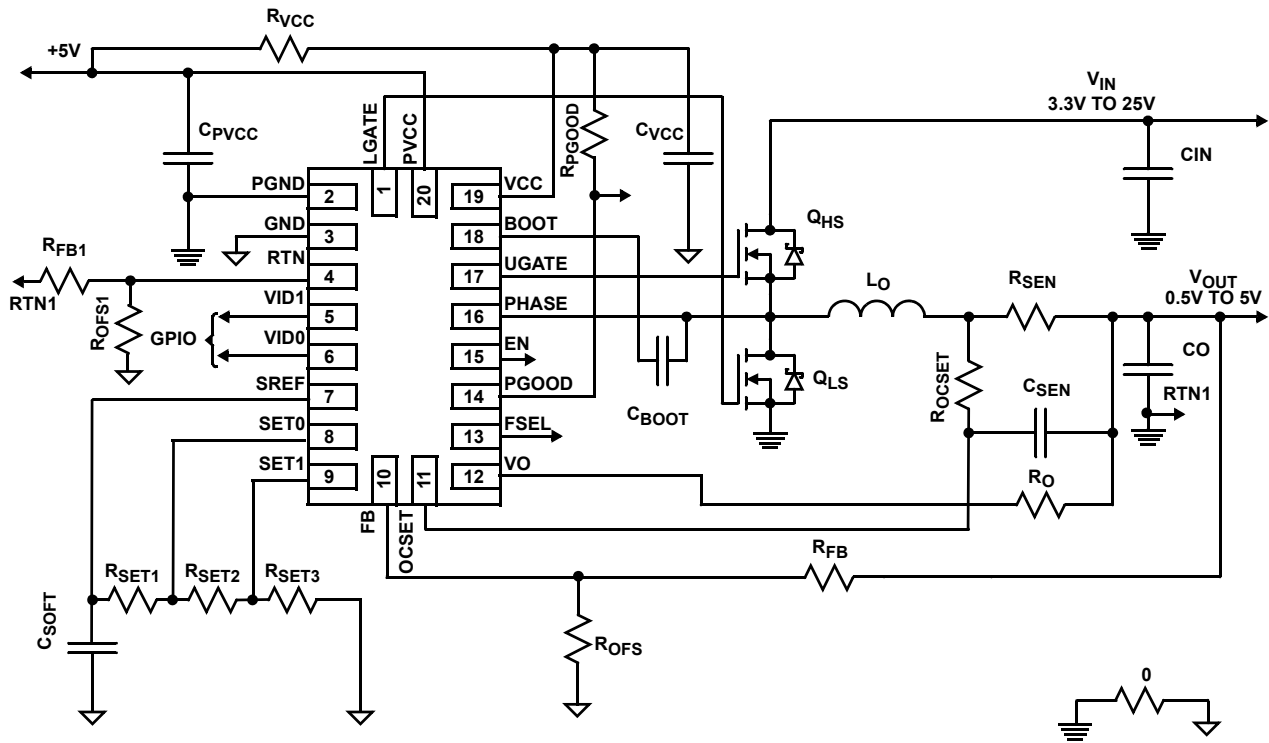 RVCC
+5V
VIN
3.3V TO 25V
CPVCC
LGATE
PVCC
RPGOOD
CVCC
CIN
PGND
2
1
20
19
VCC
GND
3
18
BOOT
QHS
RFB1
RTN
4
17
UGATE
RTN1
ROFS1
VID1
5
16
PHASE
LO
RSEN
VOUT
0.5V TO 5V
GPIO
VID0
6
15
EN
SREF
7
14
PGOOD
CBOOT
QLS
ROCSET
CSEN
CO
RTN1
SET0
8
13
FSEL
SET1
9
10
11
12
VO
RO
FB
OCSET
RFB
RSET1
RSET2
RSET3
CSOFT
ROFS
0